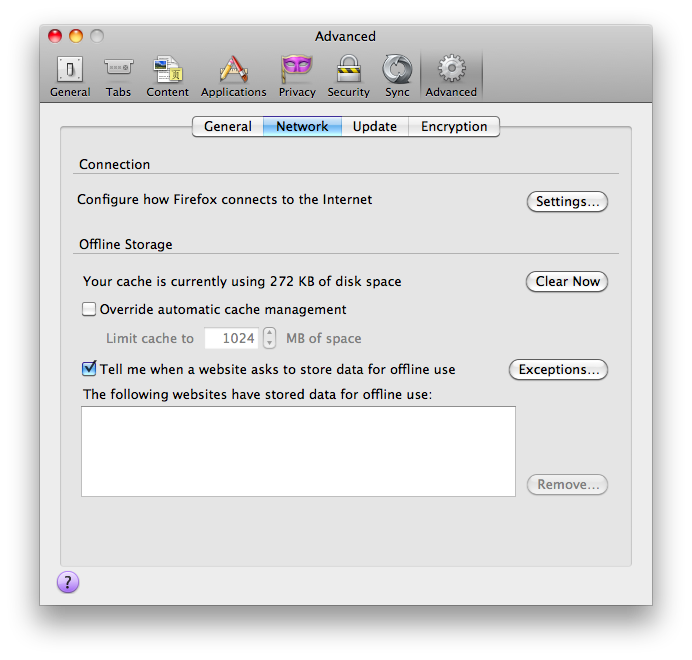 Advanced
General Tabs Content Applications Privacy Security Sync Advanced
General Network Update Encryption
Connection
Configure how Firefox connects to the Internet Settings...
Offline Storage
Your cache is currently using 272 KB of disk space Clear Now
Override automatic cache management
Limit cache to 1024 MB of space
Tell me when a website asks to store data for offline use Exceptions...
The following websites have stored data for offline use:
Remove...
?